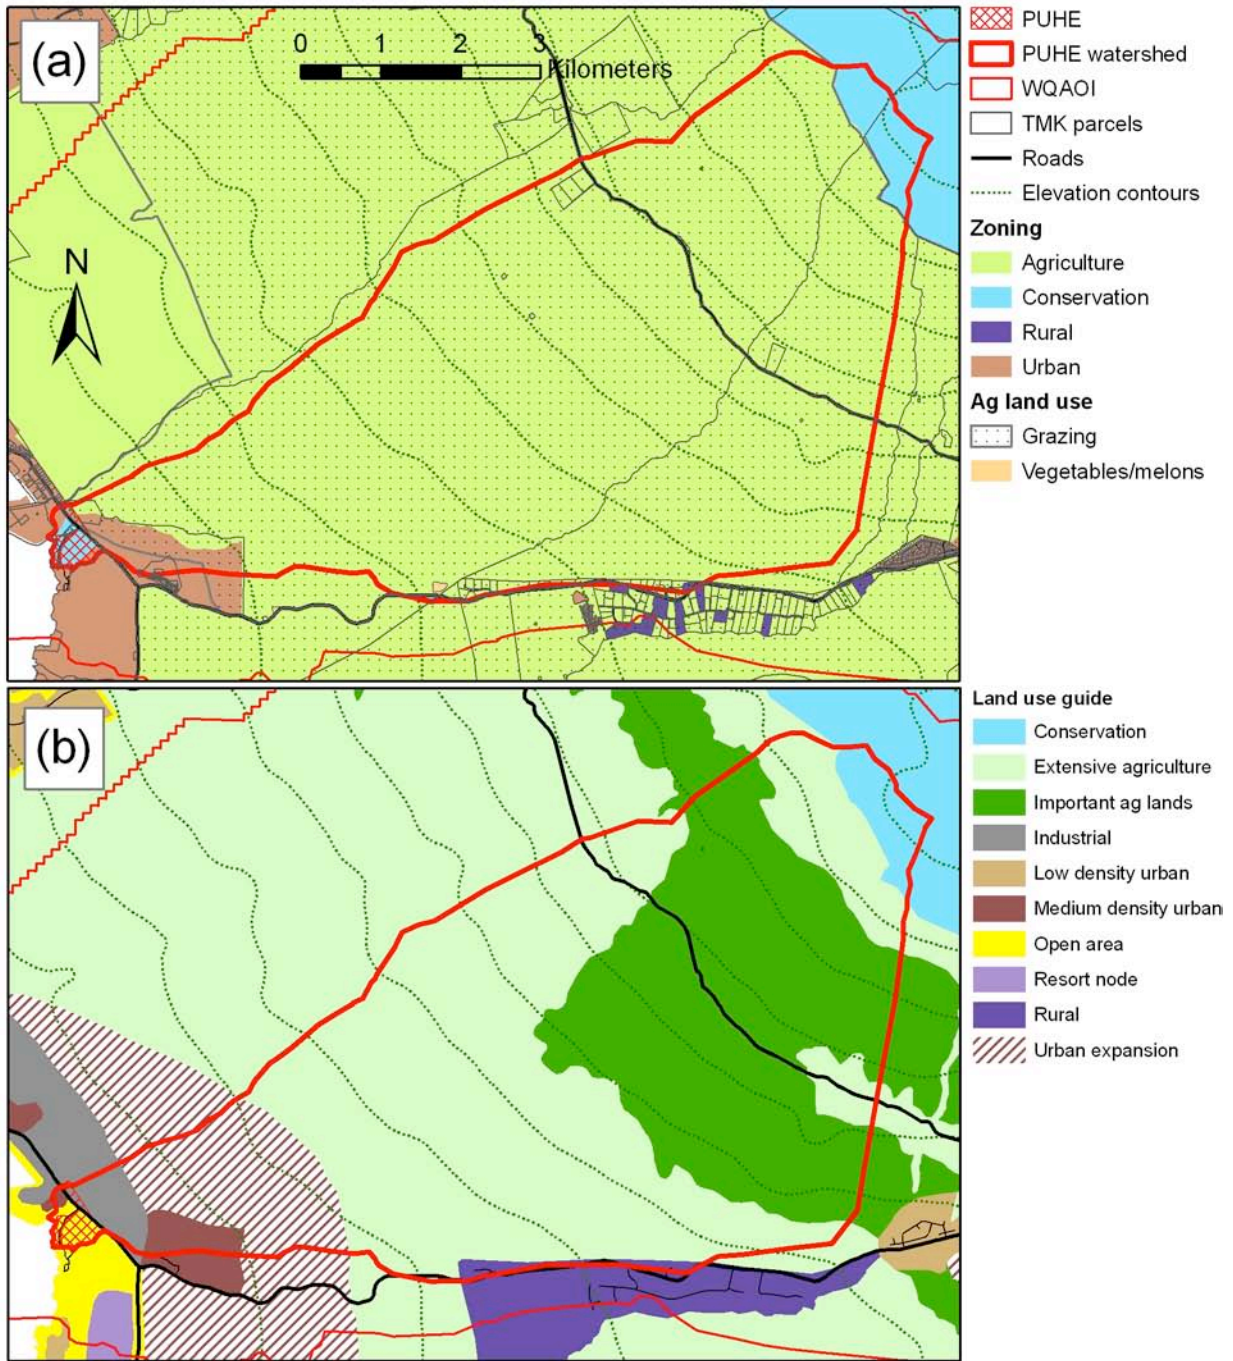 (a)
0 1 2 3
Kilometers
N
PUHE
PUHE watershed
WQAOI
TMK parcels
Roads
Elevation contours
Zoning
Agriculture
Conservation
Rural
Urban
Ag land use
Grazing
Vegetables/melons
(b)
Land use guide
Conservation
Extensive agriculture
Important ag lands
Industrial
Low density urban
Medium density urban
Open area
Resort node
Rural
Urban expansion